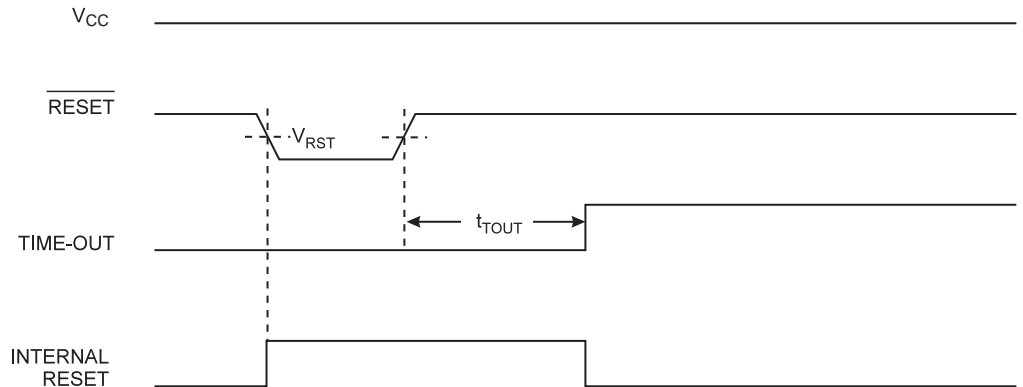 VCC
RESET
VRST
tTOUT
TIME-OUT
INTERNAL
RESET